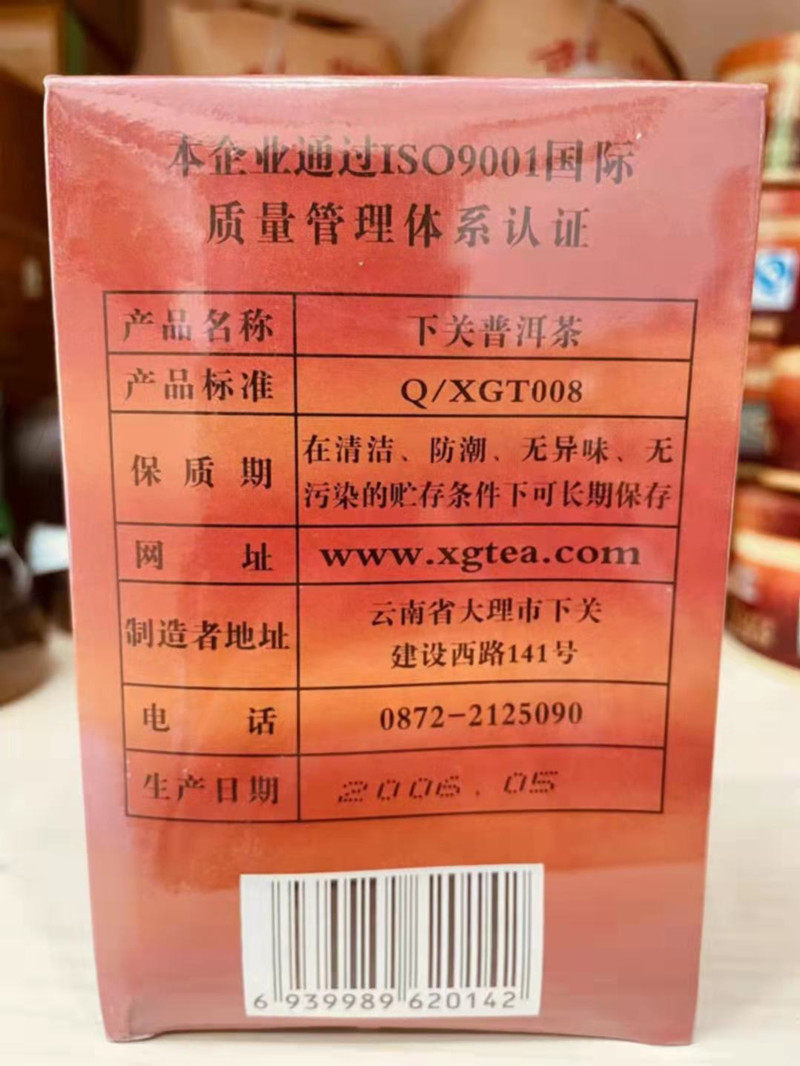 本企业通过ISO9001国际
质量管理体系认证
产品名称 下关普洱茶
产品标准 Q/XGT008
保质期 在清洁、防潮、无异味、无
污染的贮存条件下可长期保存
网址 www.xgtea.com
制造者地址 云南省大理市下关
建设西路141号
电话 0872-2125090
生产日期 2006.05
6 939989 620142